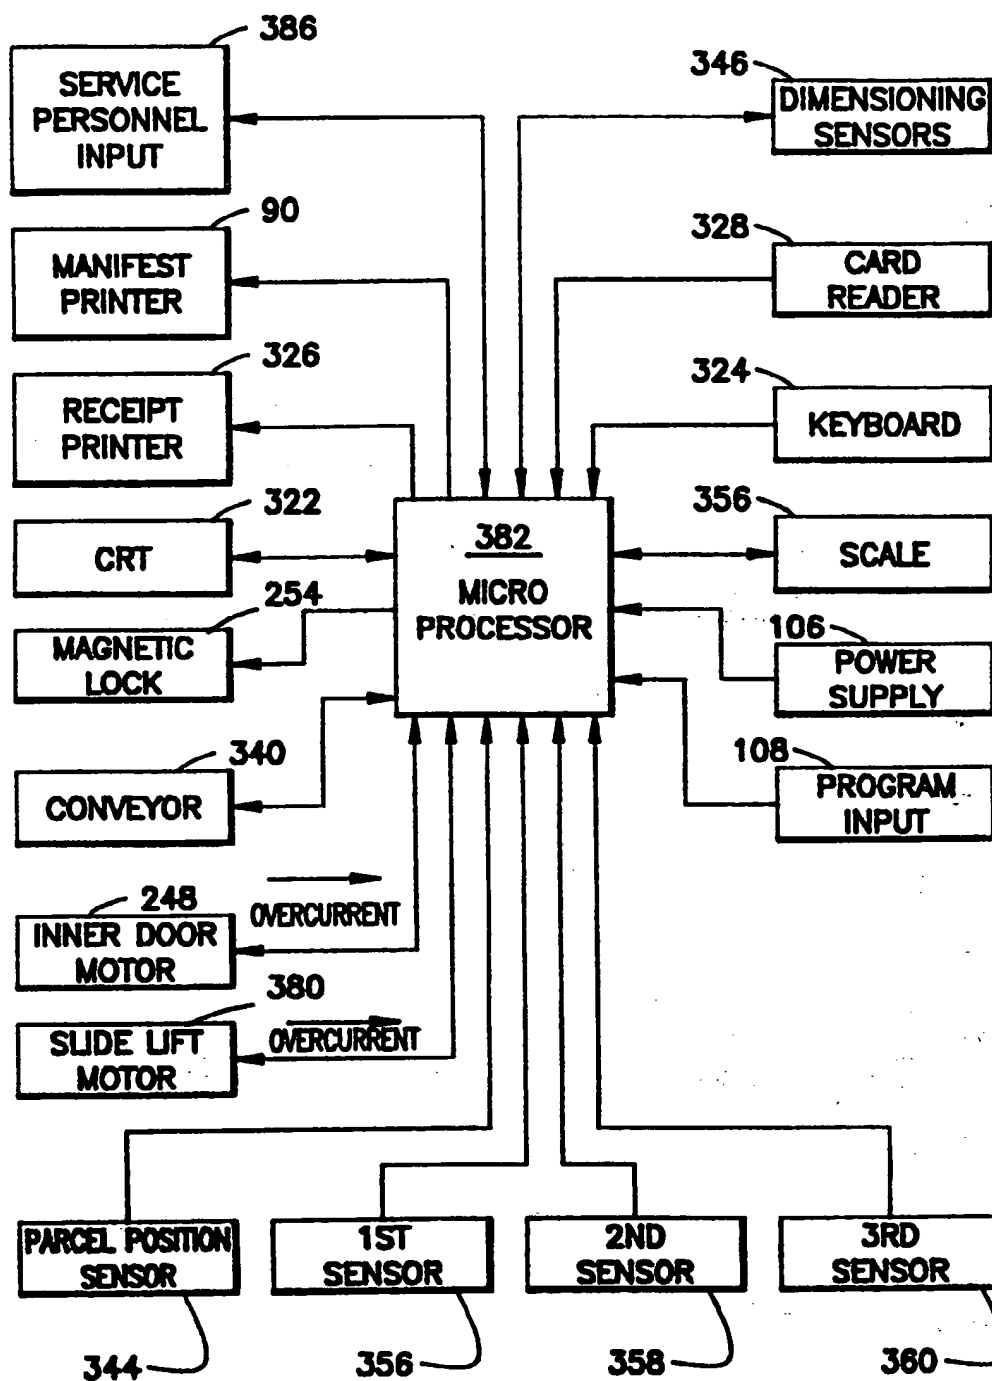 386
SERVICE
PERSONNEL
INPUT
346
DIMENSIONING
SENSORS
90
MANIFEST
PRINTER
328
CARD
READER
326
RECEIPT
PRINTER
324
KEYBOARD
322
CRT
382
MICRO
PROCESSOR
356
SCALE
254
MAGNETIC
LOCK
106
POWER
SUPPLY
340
CONVEYOR
108
PROGRAM
INPUT
248
INNER DOOR
MOTOR
OVERCURRENT
380
SLIDE LIFT
MOTOR
OVERCURRENT
PARCEL POSITION
SENSOR
1ST
SENSOR
2ND
SENSOR
3RD
SENSOR
344
356
358
360